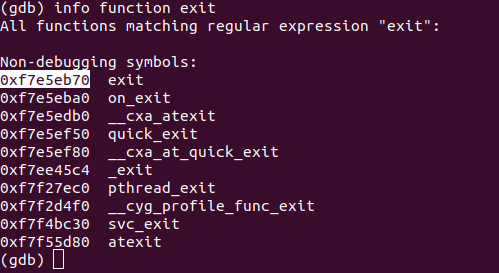 (gdb) info function exit
All functions matching regular expression "exit":
Non-debugging symbols:
0xf7e5eb70  exit
0xf7e5eba0  on_exit
0xf7e5edb0  __cxa_atexit
0xf7e5ef50  quick_exit
0xf7e5ef80  __cxa_at_quick_exit
0xf7ee45c4  _exit
0xf7f27ec0  pthread_exit
0xf7f2d4f0  __cyg_profile_func_exit
0xf7f4bc30  svc_exit
0xf7f55d80  atexit
(gdb)